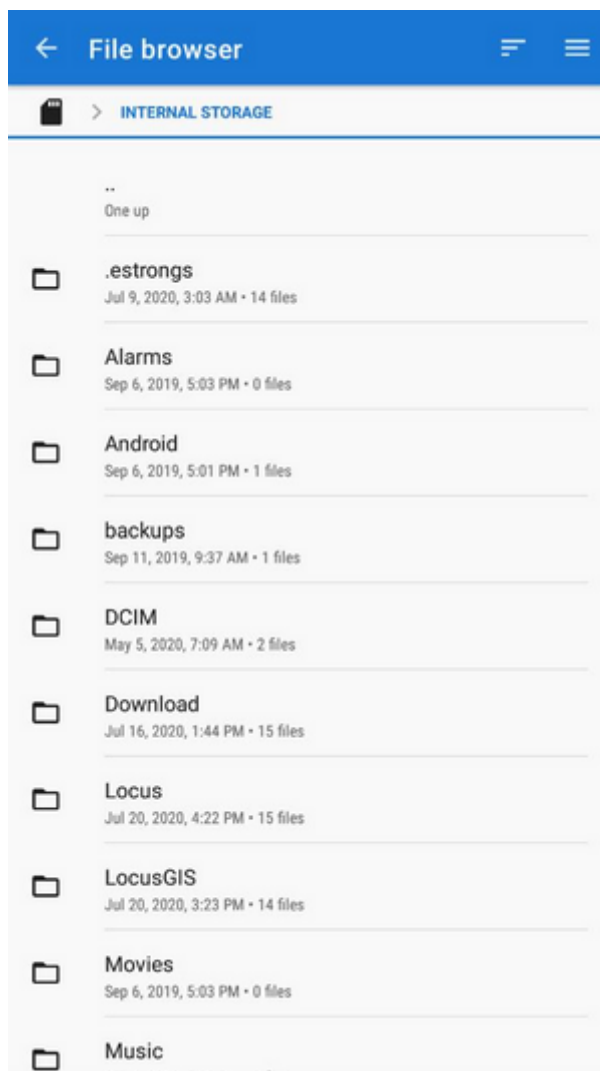 File browser
INTERNAL STORAGE
..
One up
.estrongs
Jul 9, 2020, 3:03 AM • 14 files
Alarms
Sep 6, 2019, 5:03 PM • 0 files
Android
Sep 6, 2019, 5:01 PM • 1 files
backups
Sep 11, 2019, 9:37 AM • 1 files
DCIM
May 5, 2020, 7:09 AM • 2 files
Download
Jul 16, 2020, 1:44 PM • 15 files
Locus
Jul 20, 2020, 4:22 PM • 15 files
LocusGIS
Jul 20, 2020, 3:23 PM • 14 files
Movies
Sep 6, 2019, 5:03 PM • 0 files
Music